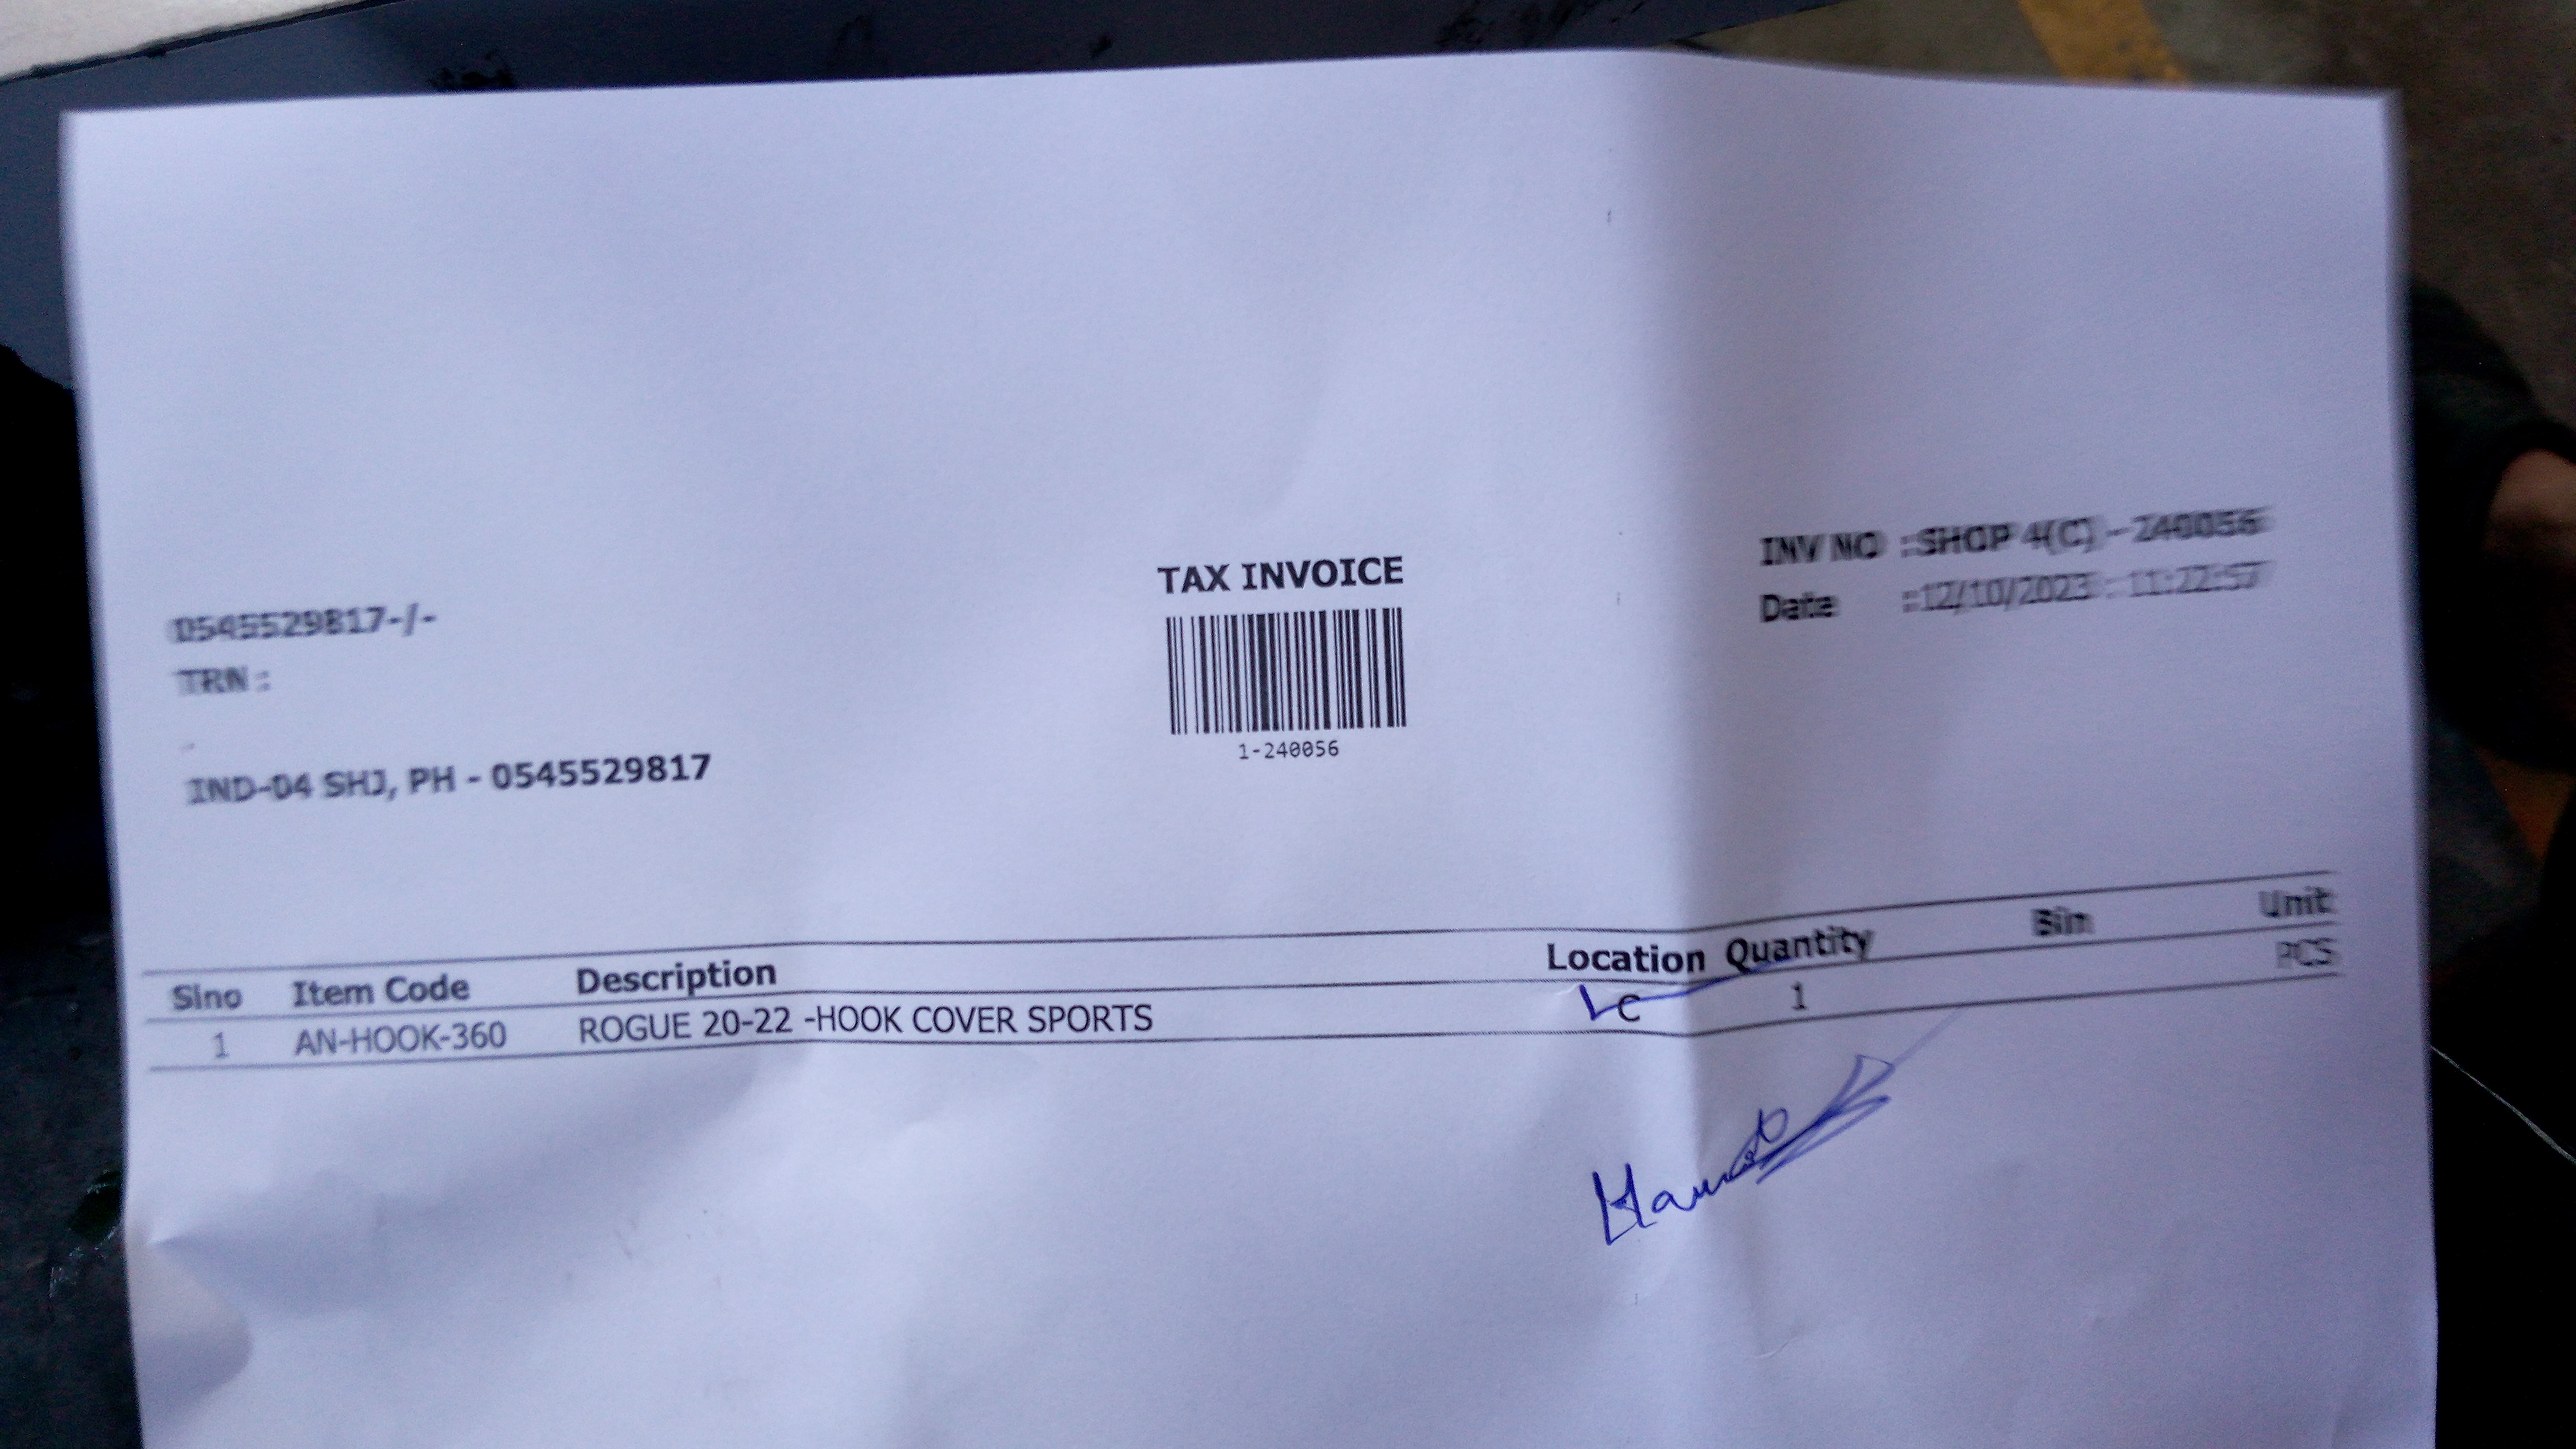 TAX INVOICE
1-240056
INV NO : SHOP 4(C) - 240056
Date : 12/10/2023 : 11:22:57
0545529817-/-
TRN :
.
IND-04 SHJ, PH - 0545529817
Slno Item Code Description Location Quantity Bin Unit
1 AN-HOOK-360 ROGUE 20-22 -HOOK COVER SPORTS C 1 PCS